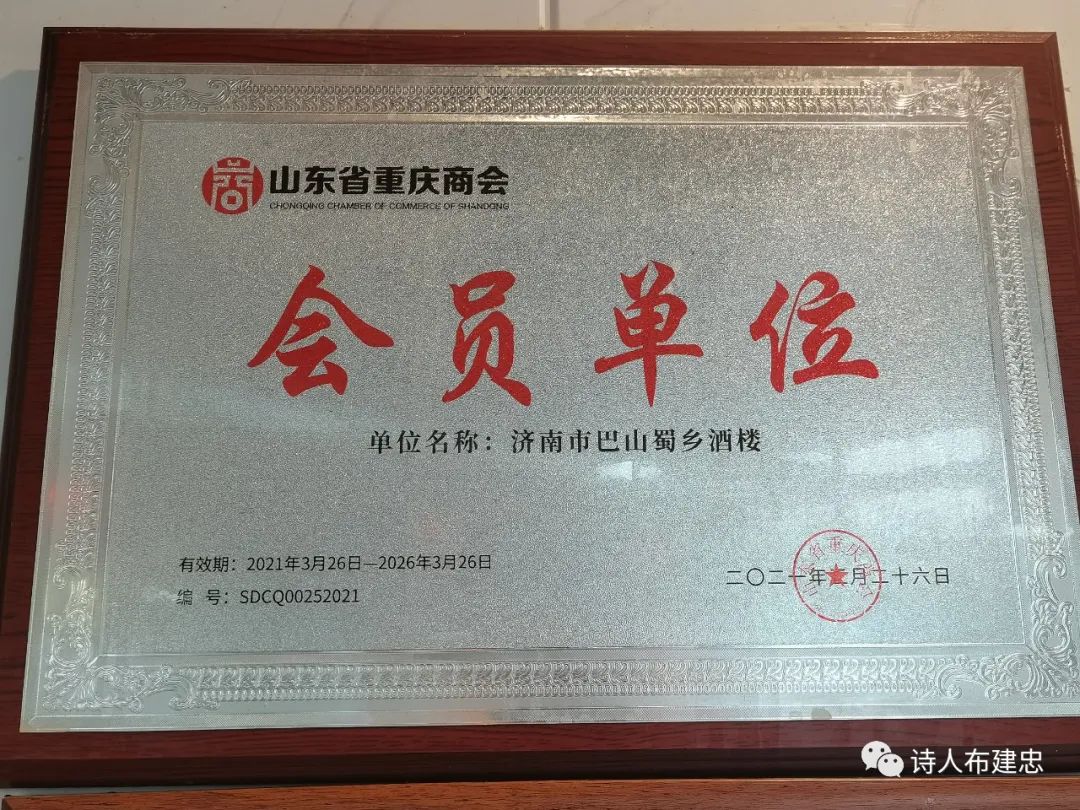 山东省重庆商会
CHONGQING CHAMBER OF COMMERCE OF SHANDONG
会员单位
单位名称：济南市巴山蜀乡酒楼
有效期：2021年3月26日—2026年3月26日
编 号：SDCQ00252021
二〇二一年三月二十六日
诗人布建忠